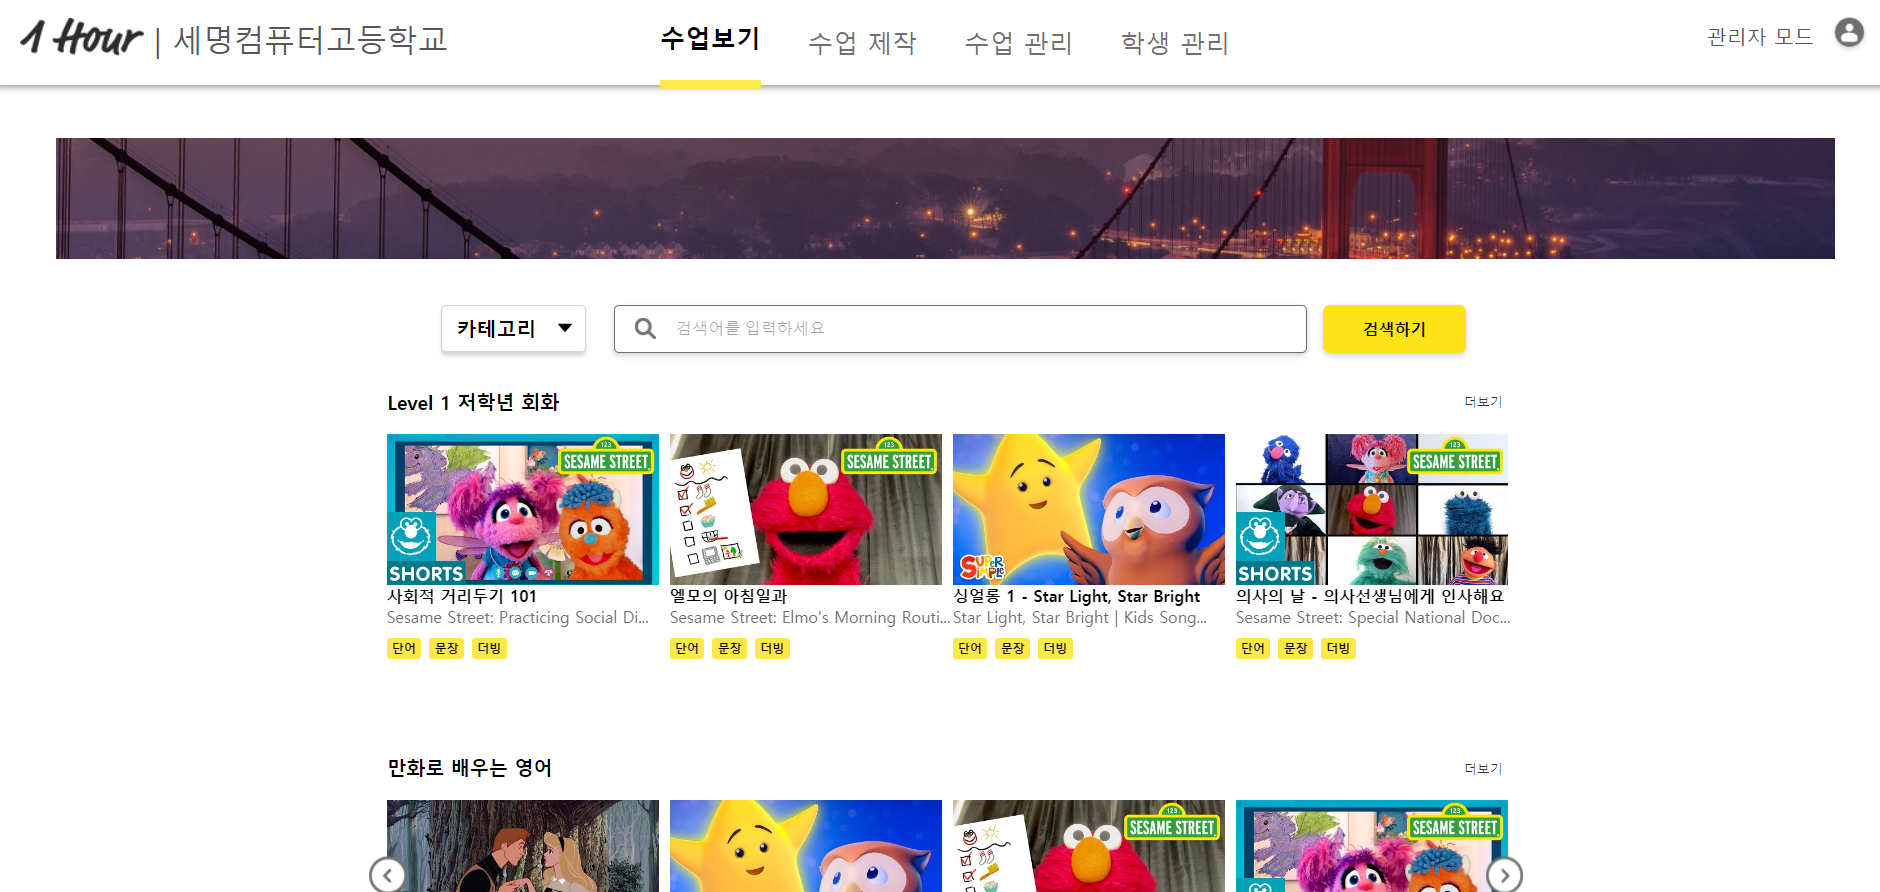 1 Hour | 세명컴퓨터고등학교
수업보기 수업 제작 수업 관리 학생 관리
관리자 모드
카테고리
검색어를 입력하세요
검색하기
Level 1 저학년 회화
더보기
123
SESAME STREET
SHORTS
123
SESAME STREET
SUPER
SIMPLE
123
SESAME STREET
SHORTS
사회적 거리두기 101
Sesame Street: Practicing Social Di...
단어 문장 더빙
엘모의 아침일과
Sesame Street: Elmo's Morning Routi...
단어 문장 더빙
싱얼롱 1 - Star Light, Star Bright
Star Light, Star Bright | Kids Song...
단어 문장 더빙
의사의 날 - 의사선생님에게 인사해요
Sesame Street: Special National Doc...
단어 문장 더빙
만화로 배우는 영어
더보기
123
SESAME STREET
123
SESAME STREET